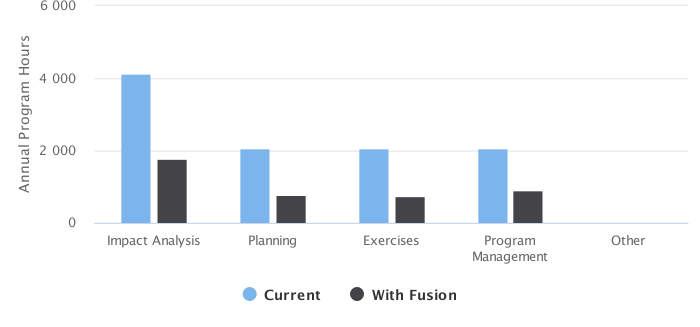 Annual Program Hours
6 000
4 000
2 000
0
Impact Analysis
Planning
Exercises
Program
Management
Other
Current
With Fusion